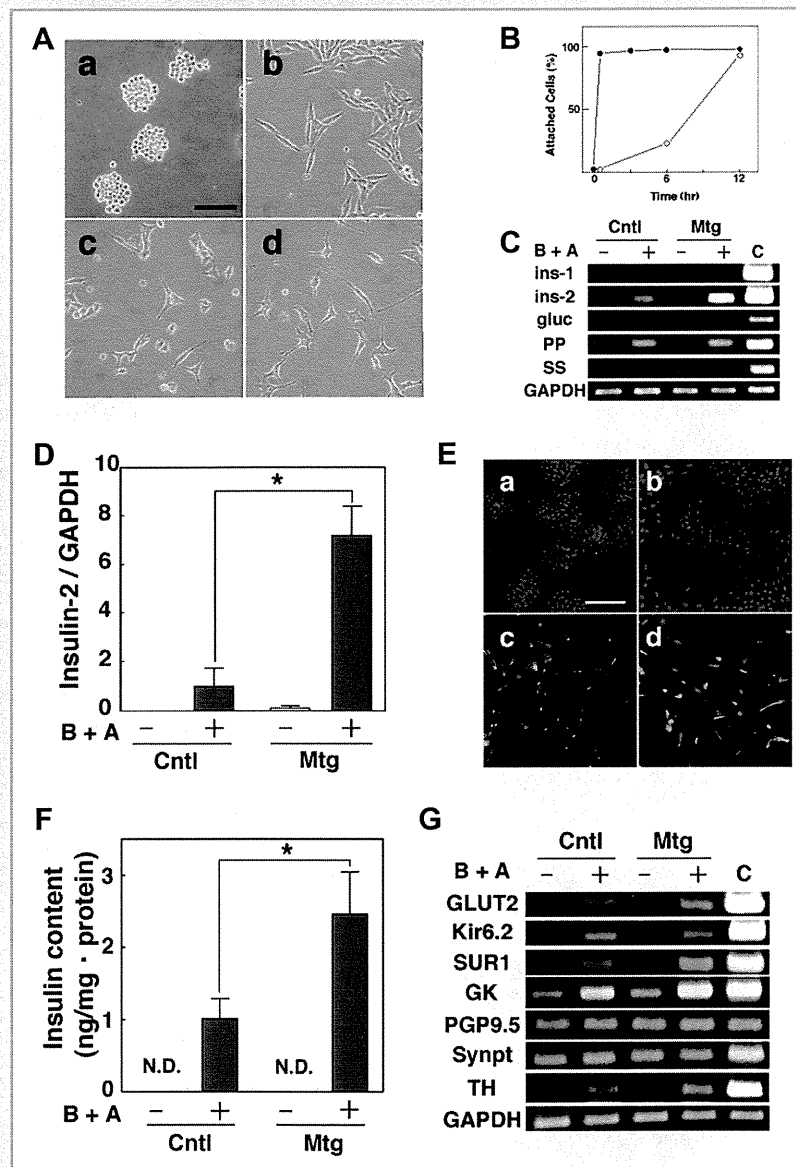 A
a
b
c
d
B
Attached Cells (%)
100
50
0
6
12
Time (hr)
C
Cntl
Mtg
B + A
−
+
−
+
C
ins-1
ins-2
gluc
PP
SS
GAPDH
D
Insulin-2 / GAPDH
10
8
6
4
2
0
*
B + A
−
+
−
+
Cntl
Mtg
E
a
b
c
d
F
Insulin content
(ng/mg · protein)
3
2
1
0
*
N.D.
N.D.
B + A
−
+
−
+
Cntl
Mtg
G
Cntl
Mtg
B + A
−
+
−
+
C
GLUT2
Kir6.2
SUR1
GK
PGP9.5
Synpt
TH
GAPDH